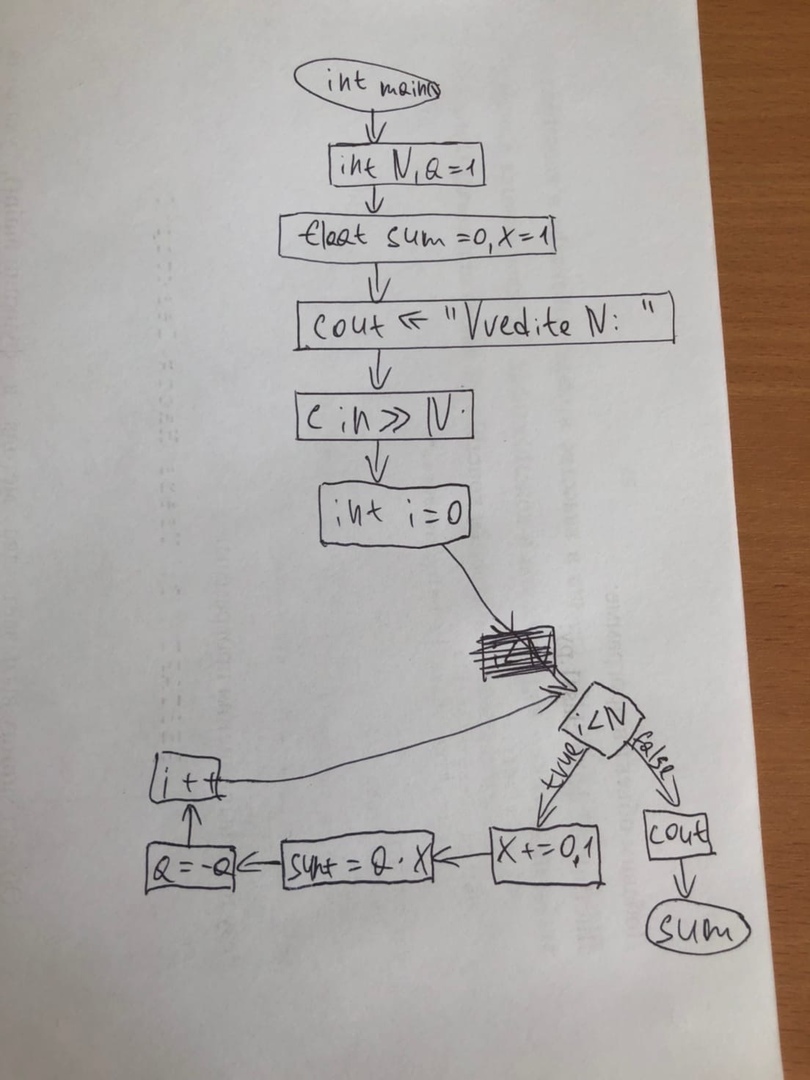 int main()
int N, Q=1
float sum=0, X=1
cout << "Vvedite N: "
cin >> N
int i=0
i<N
i<N
true
false
i++
cout
X+=0,1
sum+=Q·X
Q=-Q
sum